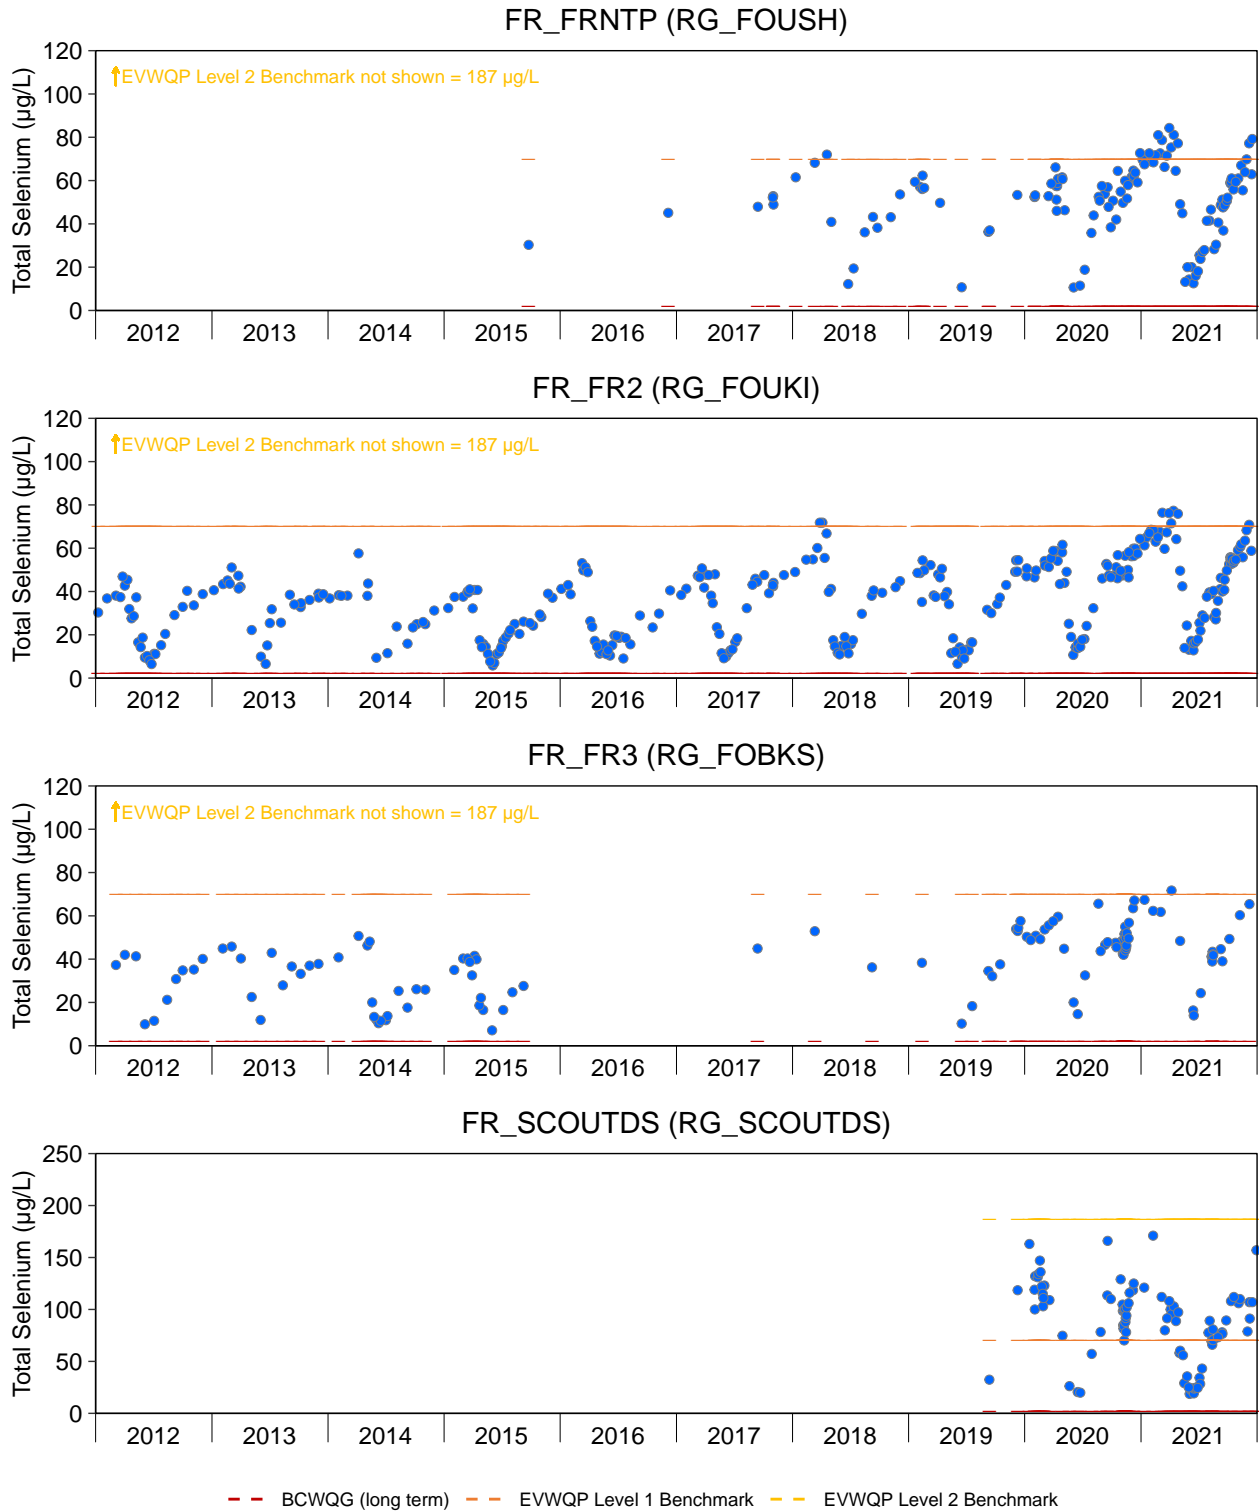 FR_FRNTP (RG_FOUSH)
Total Selenium (µg/L)
120
100
80
60
40
20
0
EVWQP Level 2 Benchmark not shown = 187 µg/L
2012 2013 2014 2015 2016 2017 2018 2019 2020 2021
FR_FR2 (RG_FOUKI)
Total Selenium (µg/L)
120
100
80
60
40
20
0
EVWQP Level 2 Benchmark not shown = 187 µg/L
2012 2013 2014 2015 2016 2017 2018 2019 2020 2021
FR_FR3 (RG_FOBKS)
Total Selenium (µg/L)
120
100
80
60
40
20
0
EVWQP Level 2 Benchmark not shown = 187 µg/L
2012 2013 2014 2015 2016 2017 2018 2019 2020 2021
FR_SCOUTDS (RG_SCOUTDS)
Total Selenium (µg/L)
250
200
150
100
50
0
2012 2013 2014 2015 2016 2017 2018 2019 2020 2021
BCWQG (long term) EVWQP Level 1 Benchmark EVWQP Level 2 Benchmark